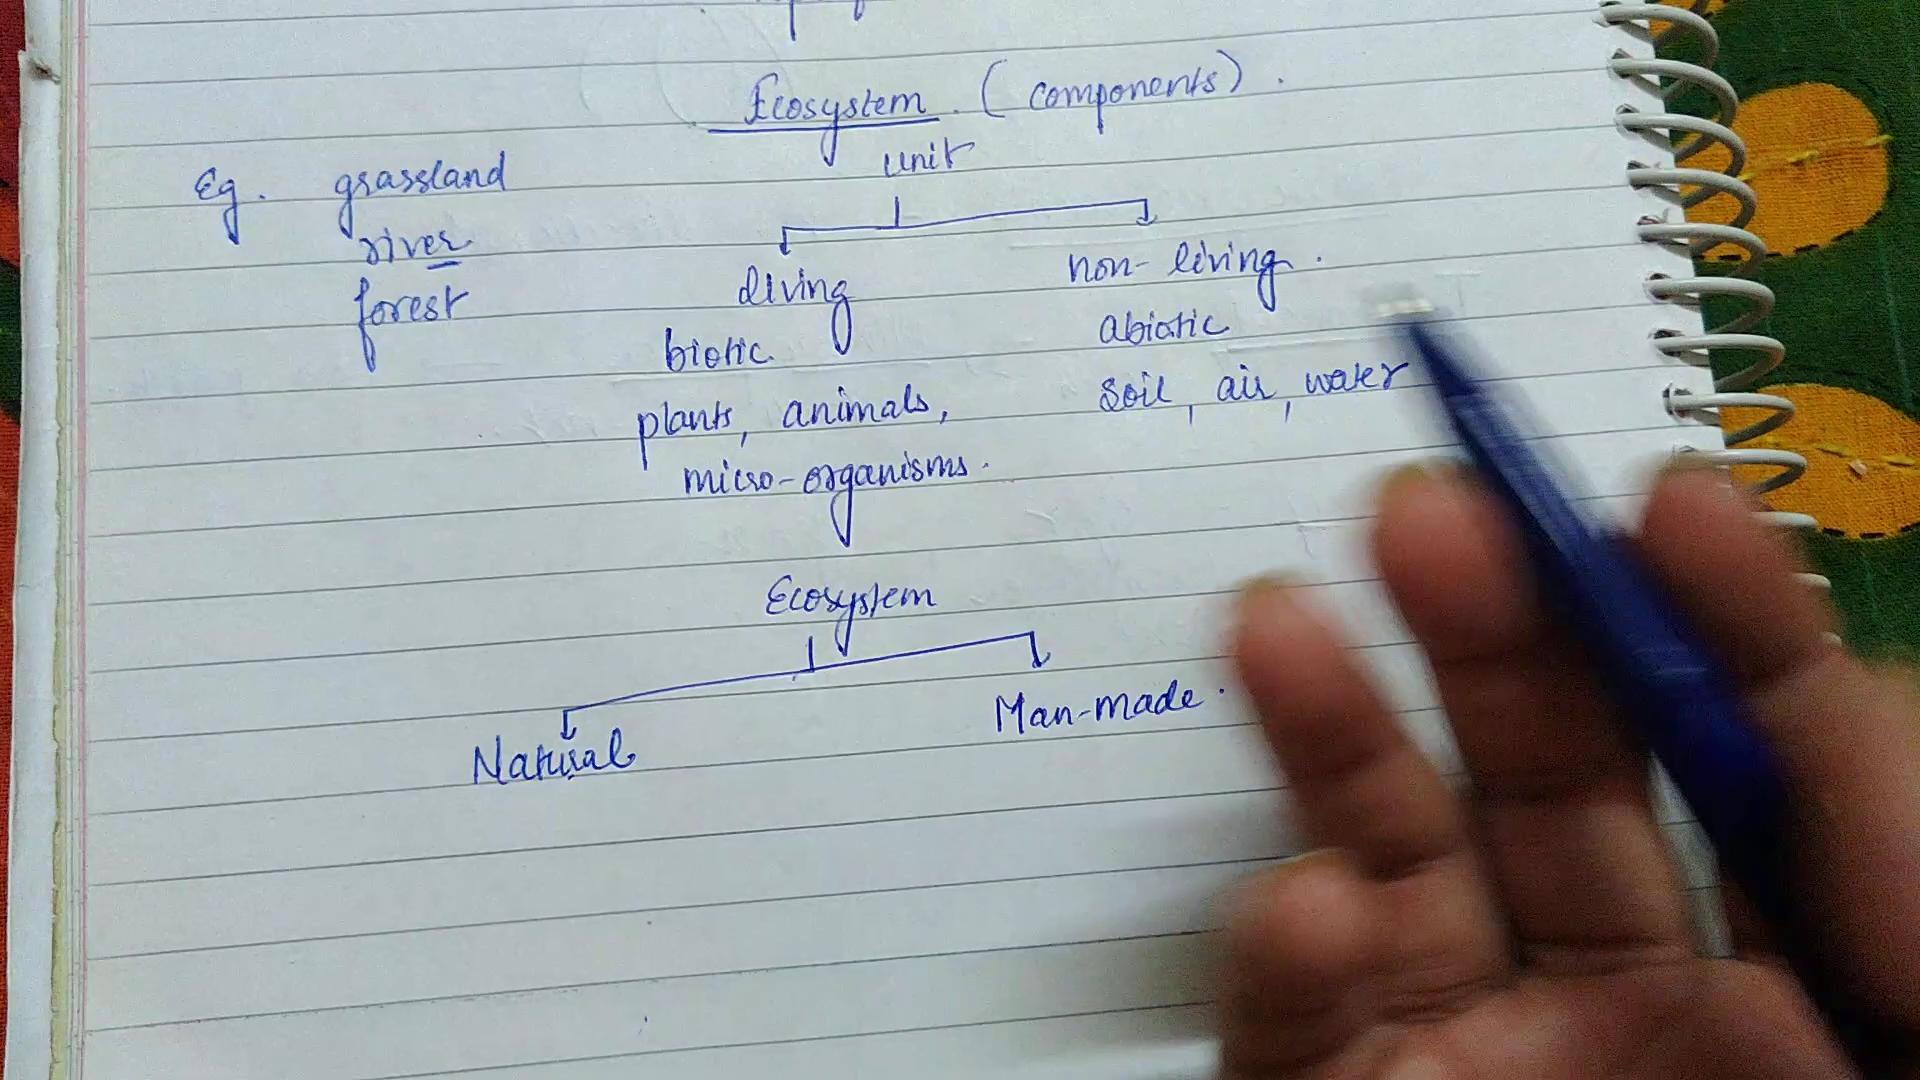 Ecosystem. (components).
unit
Eg. grassland
river
forest
living non-living.
biotic. abiotic
plants, animals, soil, air, water
micro-organisms.
Ecosystem
Natural Man-made.